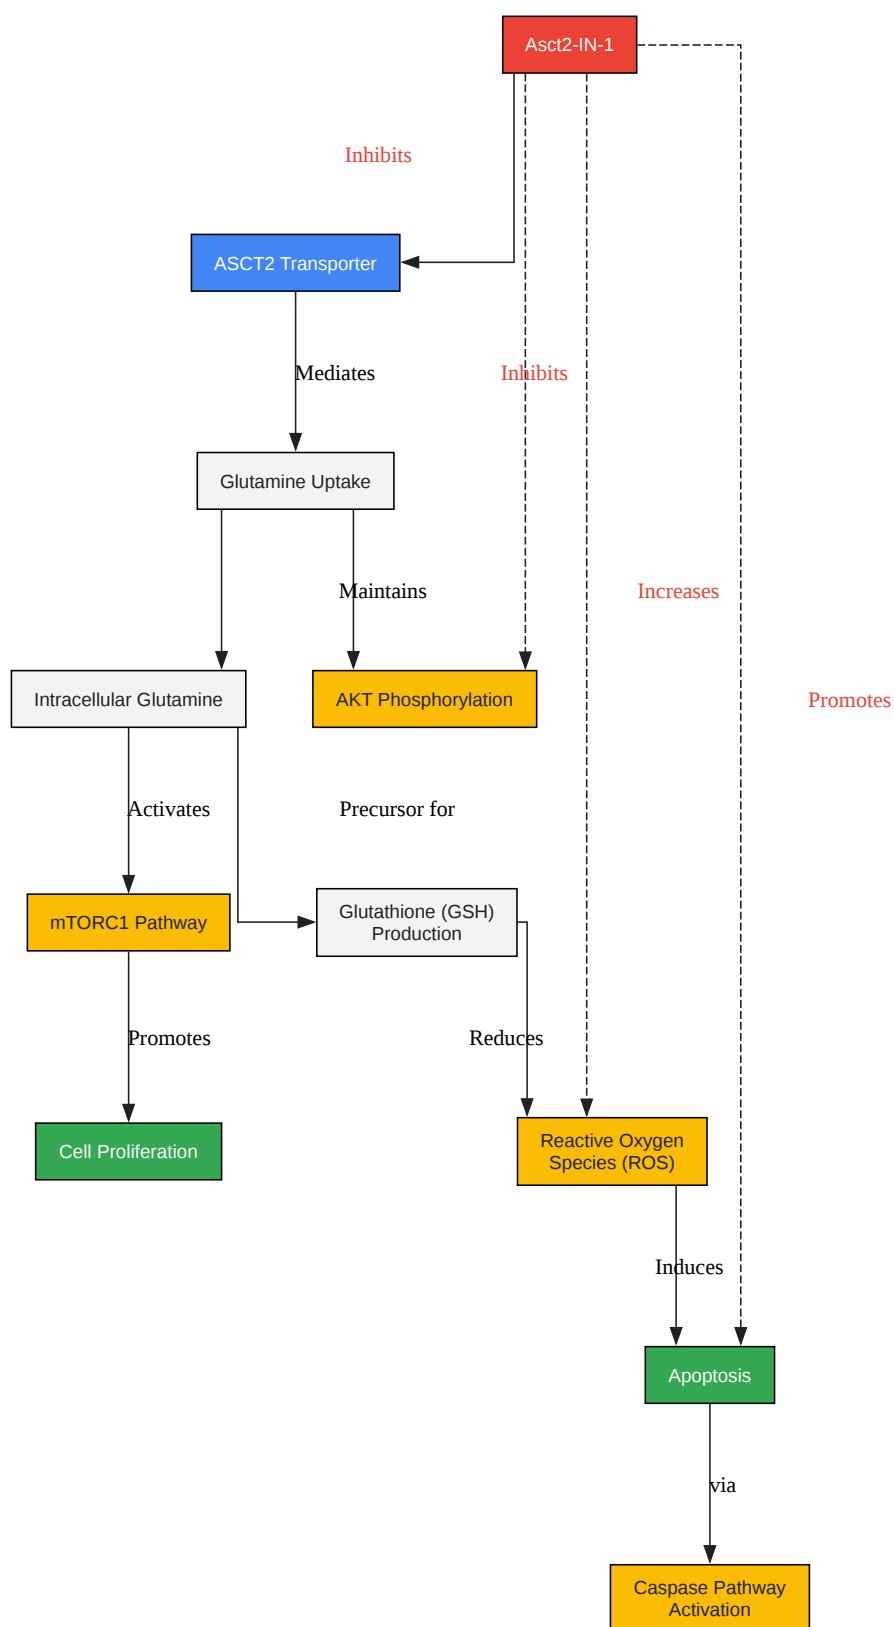 Asct2-IN-1
Inhibits
ASCT2 Transporter
Mediates
Inhibits
Glutamine Uptake
Maintains
Increases
Intracellular Glutamine
AKT Phosphorylation
Promotes
Activates
Precursor for
mTORC1 Pathway
Glutathione (GSH)
Production
Promotes
Reduces
Cell Proliferation
Reactive Oxygen
Species (ROS)
Induces
Apoptosis
via
Caspase Pathway
Activation